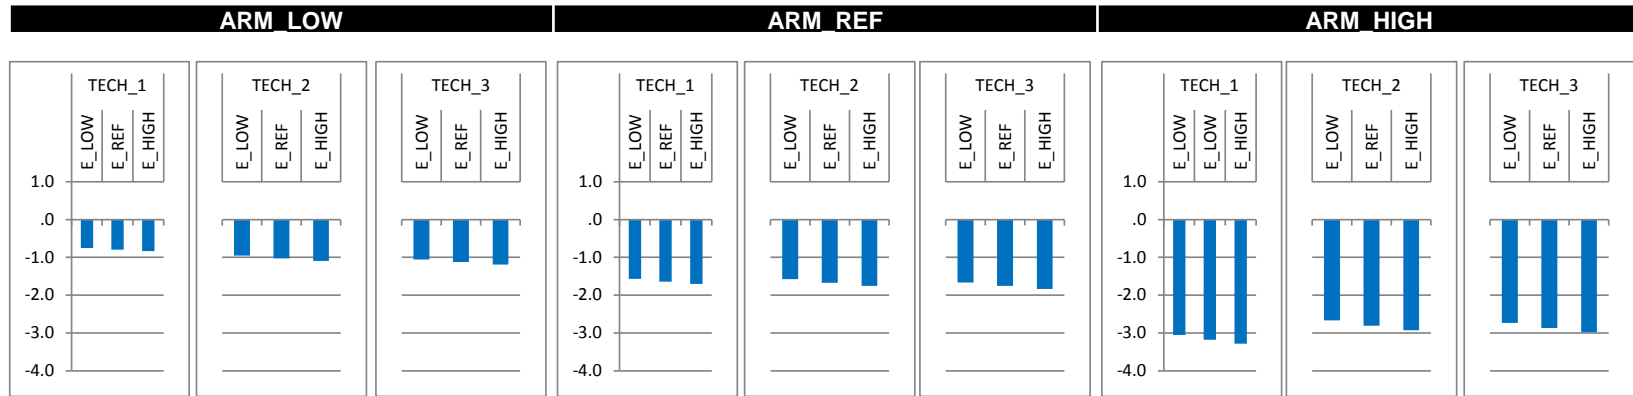 ARM_LOW ARM_REF ARM_HIGH
TECH_1 TECH_2 TECH_3 TECH_1 TECH_2 TECH_3 TECH_1 TECH_2 TECH_3
E_LOW E_REF E_HIGH E_LOW E_REF E_HIGH E_LOW E_REF E_HIGH E_LOW E_REF E_HIGH E_LOW E_REF E_HIGH E_LOW E_REF E_HIGH E_LOW E_LOW E_HIGH E_LOW E_REF E_HIGH E_LOW E_REF E_HIGH
1.0 1.0 1.0
.0 .0 .0
-1.0 -1.0 -1.0
-2.0 -2.0 -2.0
-3.0 -3.0 -3.0
-4.0 -4.0 -4.0